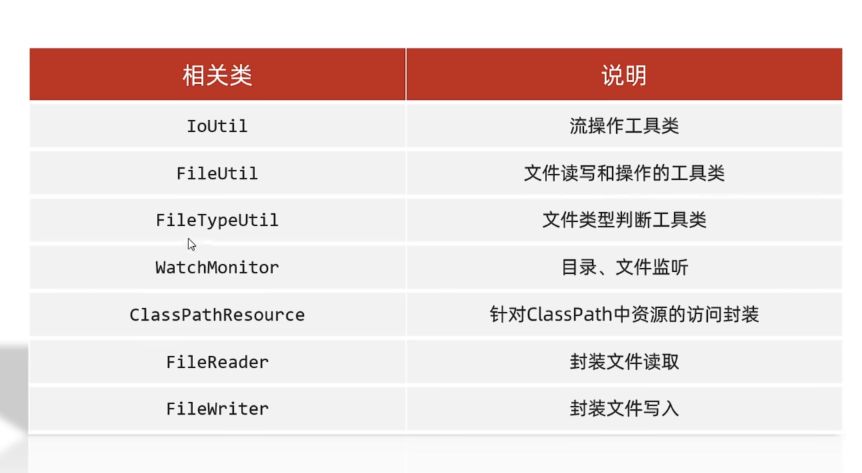 相关类 说明
IoUtil 流操作工具类
FileUtil 文件读写和操作的工具类
FileTypeUtil 文件类型判断工具类
WatchMonitor 目录、文件监听
ClassPathResource 针对ClassPath中资源的访问封装
FileReader 封装文件读取
FileWriter 封装文件写入